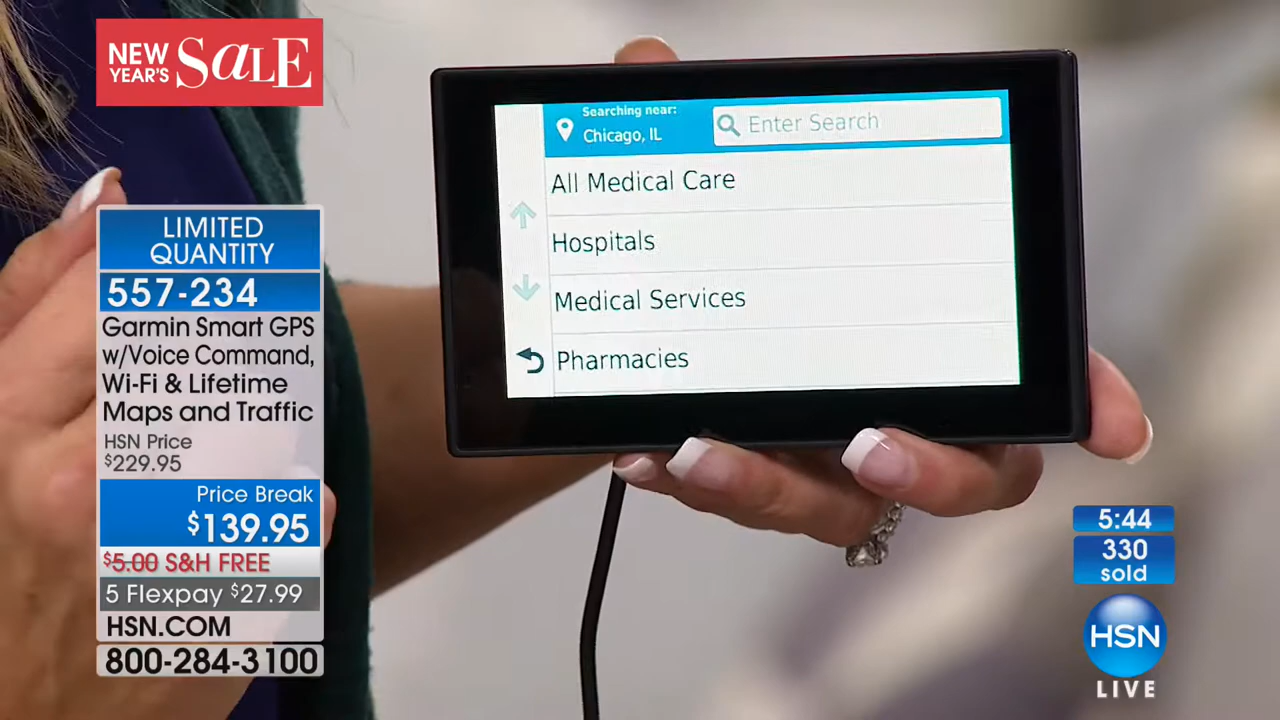 NEW
YEAR'S
SALE
LIMITED
QUANTITY
557-234
Garmin Smart GPS
w/Voice Command,
Wi-Fi & Lifetime
Maps and Traffic
HSN Price
$229.95
Price Break
$139.95
$5.00 S&H FREE
5 Flexpay $27.99
HSN.COM
800-284-3100
Searching near:
Chicago, IL
Enter Search
All Medical Care
Hospitals
Medical Services
Pharmacies
5:44
330
sold
HSN
LIVE